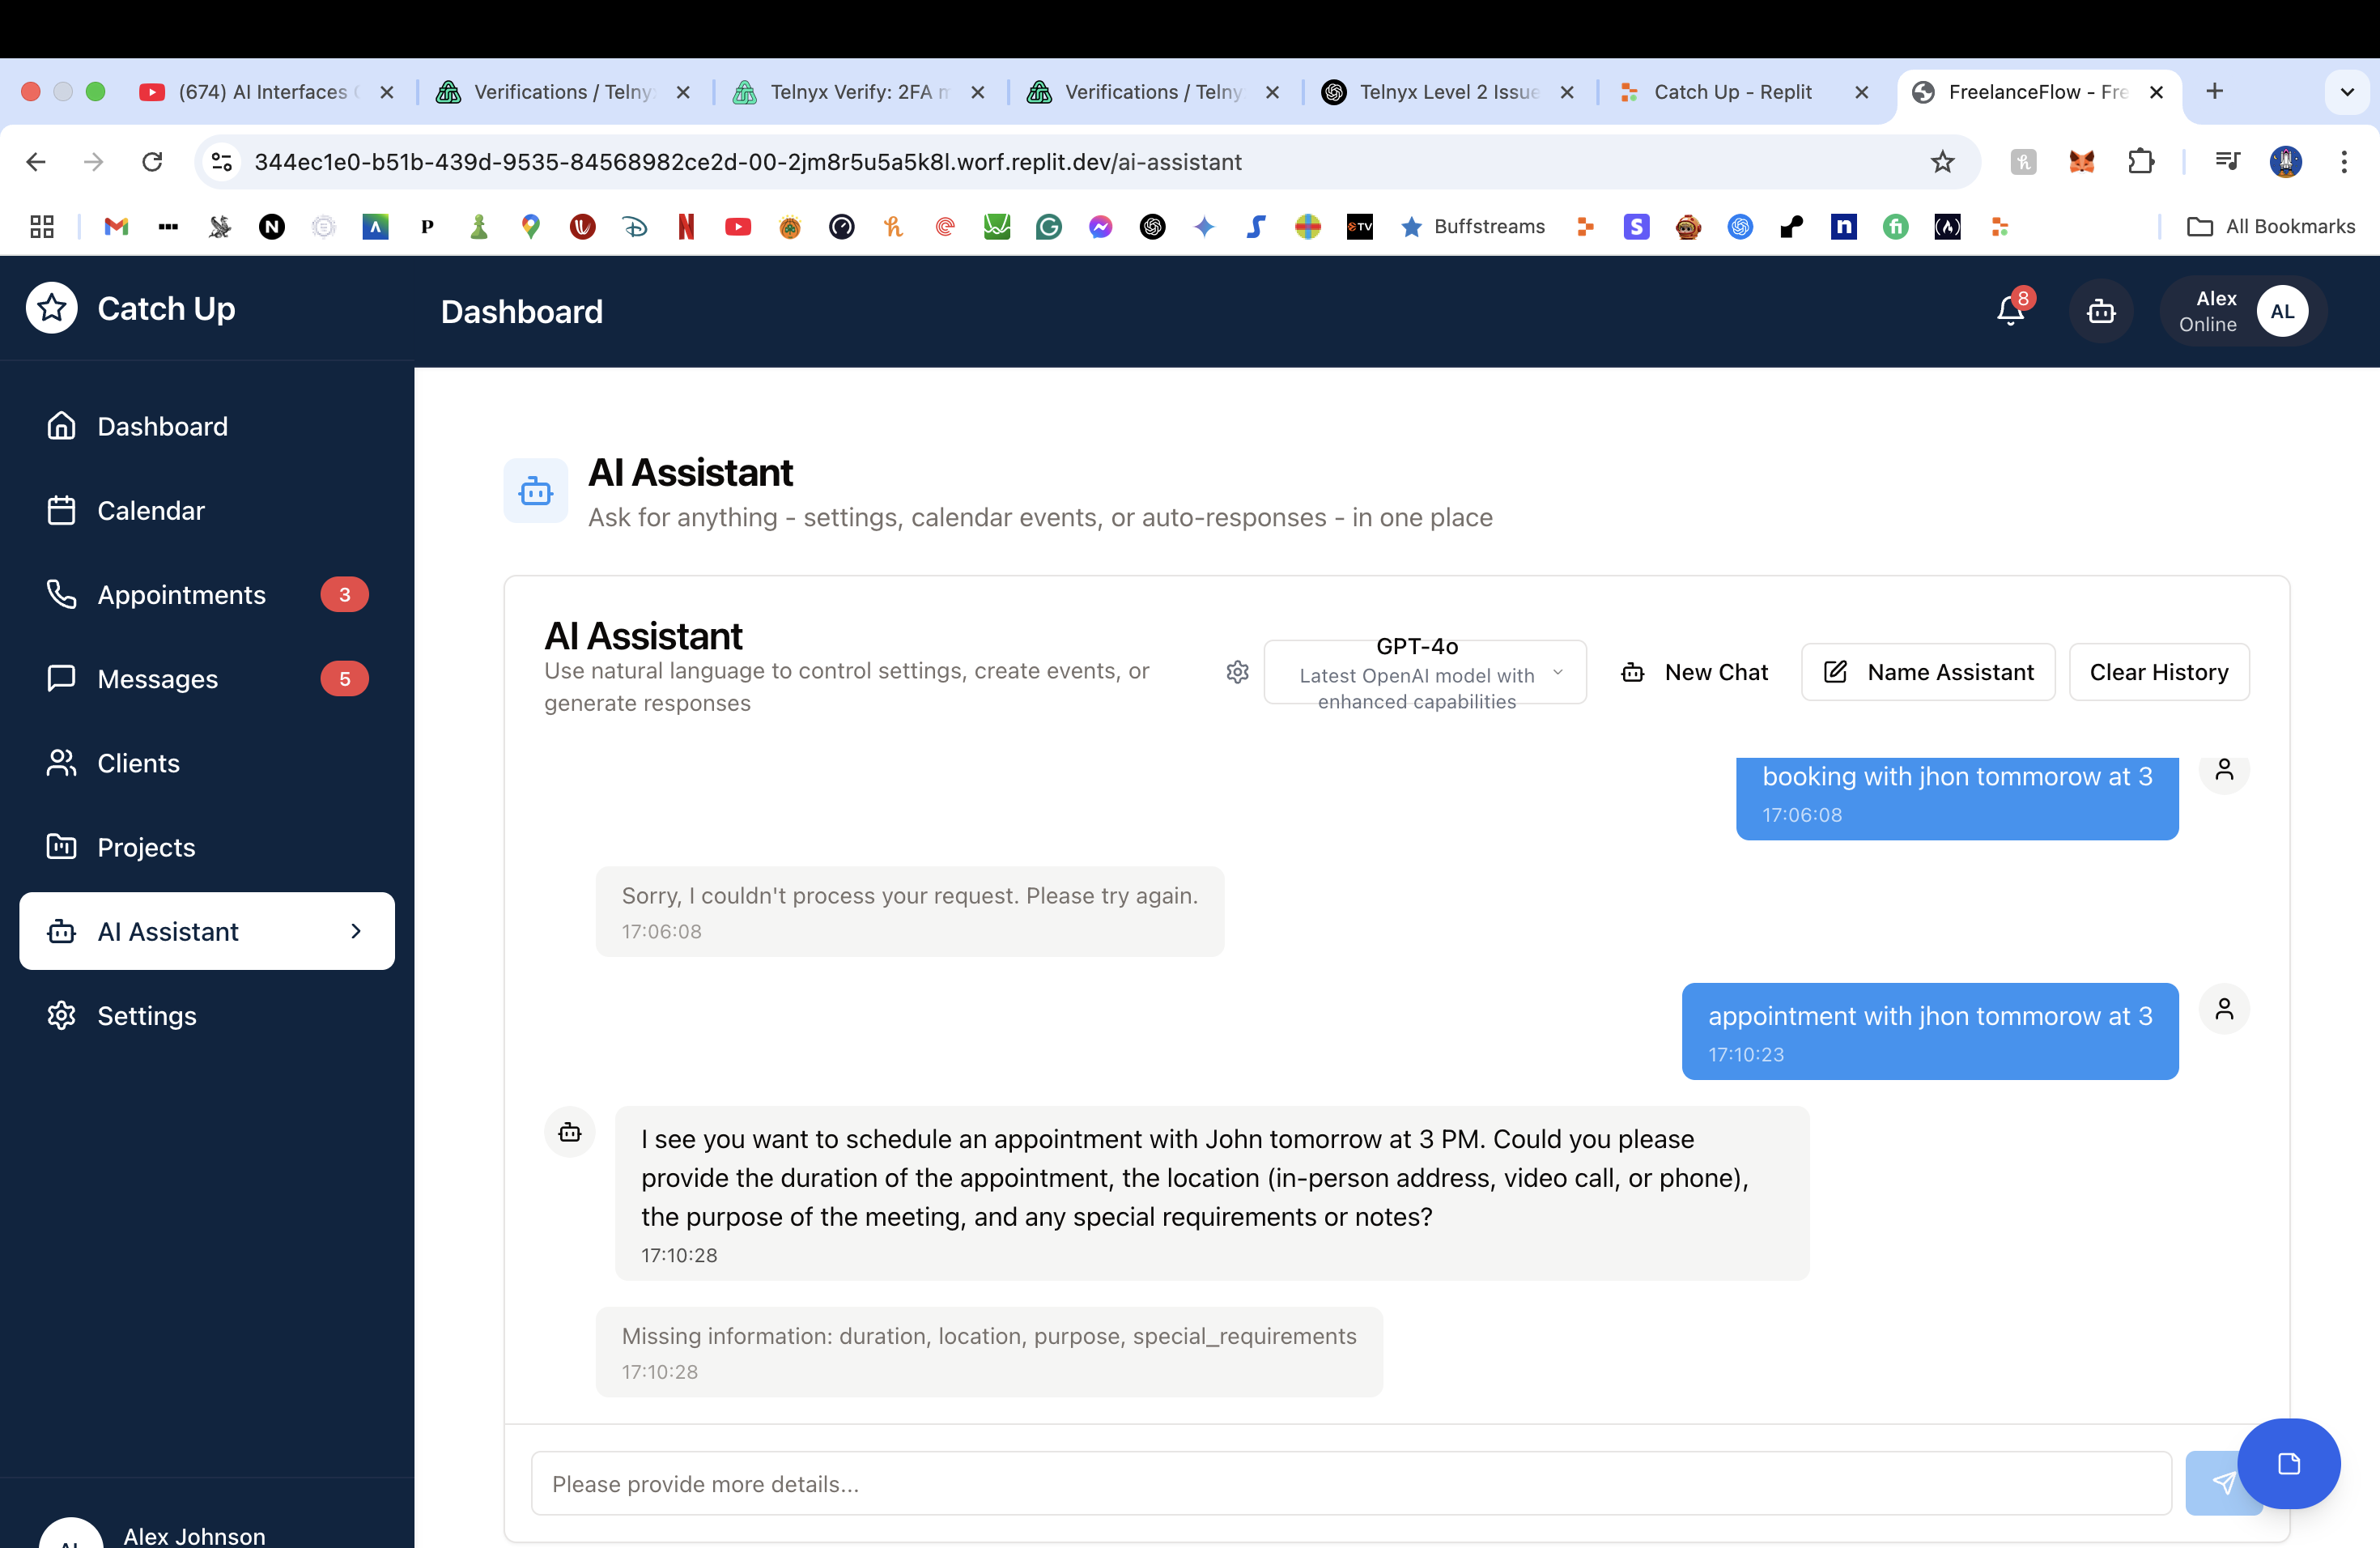 (674) AI Interfaces
Verifications / Telny
Telnyx Verify: 2FA
Verifications / Telny
Telnyx Level 2 Issue
Catch Up - Replit
FreelanceFlow - Fre
344ec1e0-b51b-439d-9535-84568982ce2d-00-2jm8r5u5a5k8l.worf.replit.dev/ai-assistant
Buffstreams
All Bookmarks
Catch Up
Dashboard
8
Alex
Online
AL
Dashboard
Calendar
Appointments
3
Messages
5
Clients
Projects
AI Assistant
Settings
Alex Johnson
AI Assistant
Ask for anything - settings, calendar events, or auto-responses - in one place
AI Assistant
Use natural language to control settings, create events, or
generate responses
GPT-4o
Latest OpenAI model with
enhanced capabilities
New Chat
Name Assistant
Clear History
booking with jhon tommorow at 3
17:06:08
Sorry, I couldn't process your request. Please try again.
17:06:08
appointment with jhon tommorow at 3
17:10:23
I see you want to schedule an appointment with John tomorrow at 3 PM. Could you please
provide the duration of the appointment, the location (in-person address, video call, or phone),
the purpose of the meeting, and any special requirements or notes?
17:10:28
Missing information: duration, location, purpose, special_requirements
17:10:28
Please provide more details...